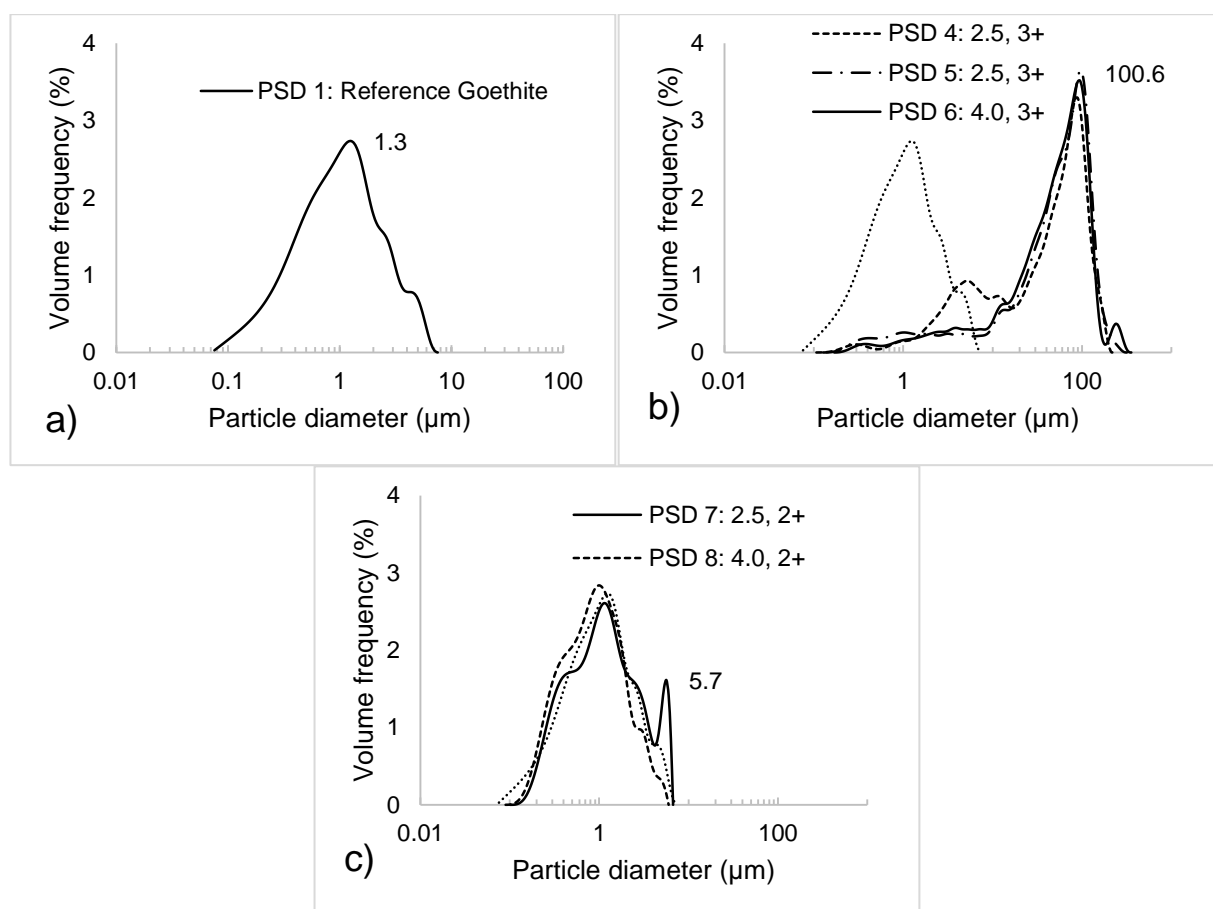 4
3
2
1
0
Volume frequency (%)
PSD 1: Reference Goethite
1.3
0.01
0.1
1
10
100
Particle diameter (µm)
a)
4
3
2
1
0
Volume frequency (%)
PSD 4: 2.5, 3+
PSD 5: 2.5, 3+
PSD 6: 4.0, 3+
100.6
0.01
1
100
Particle diameter (µm)
b)
4
3
2
1
0
Volume frequency (%)
PSD 7: 2.5, 2+
PSD 8: 4.0, 2+
5.7
0.01
1
100
Particle diameter (µm)
c)